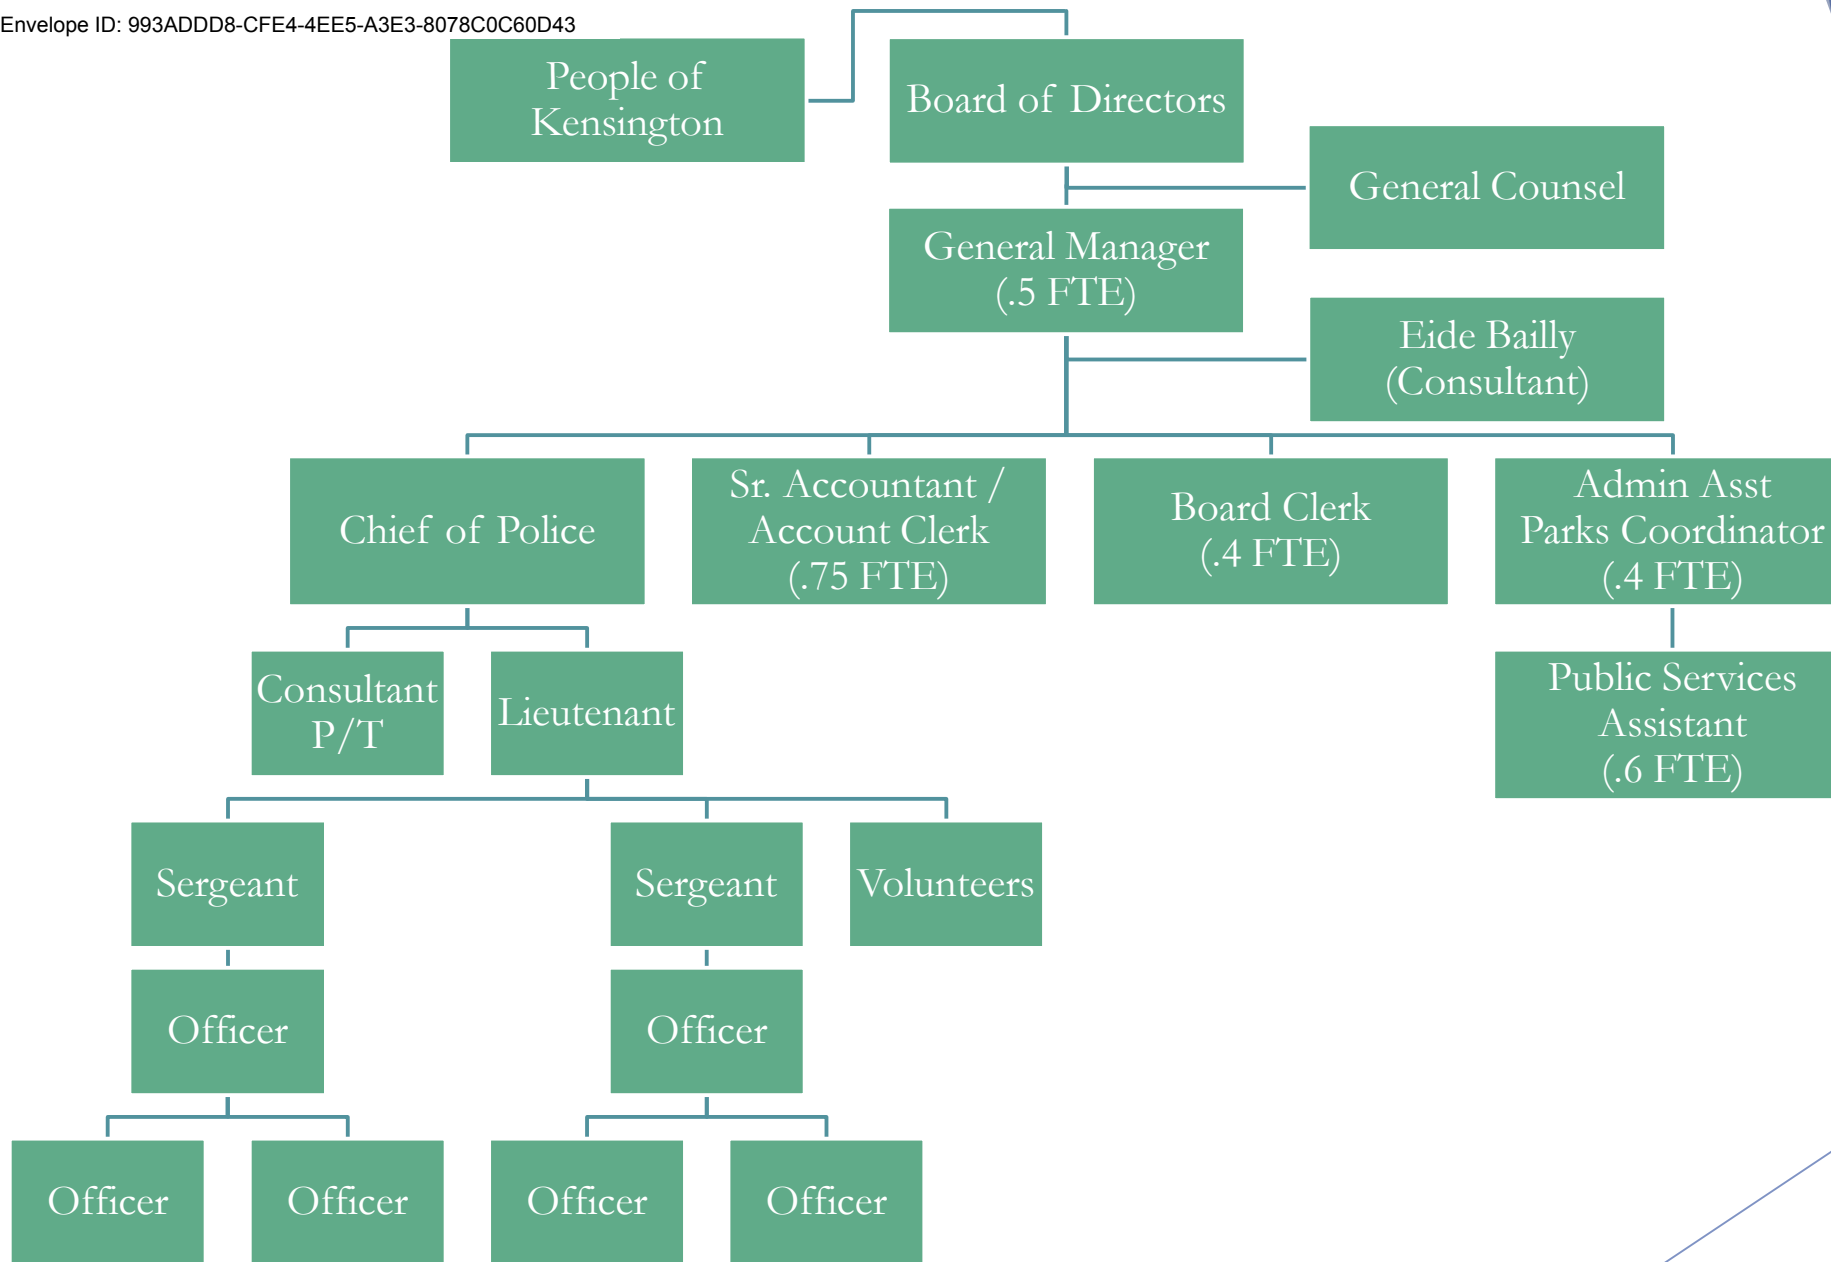 Envelope ID: 993ADDD8-CFE4-4EE5-A3E3-8078C0C60D43
People of
Kensington
Board of Directors
General Counsel
General Manager
(.5 FTE)
Eide Bailly
(Consultant)
Chief of Police
Sr. Accountant /
Account Clerk
(.75 FTE)
Board Clerk
(.4 FTE)
Admin Asst
Parks Coordinator
(.4 FTE)
Consultant
P/T
Lieutenant
Public Services
Assistant
(.6 FTE)
Sergeant
Sergeant
Volunteers
Officer
Officer
Officer
Officer
Officer
Officer